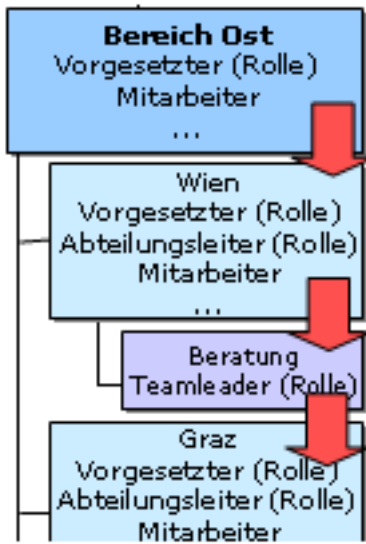 Bereich Ost
Vorgesetzter (Rolle)
Mitarbeiter
...
Wien
Vorgesetzter (Rolle)
Abteilungsleiter (Rolle)
Mitarbeiter
...
Beratung
Teamleader (Rolle)
Graz
Vorgesetzter (Rolle)
Abteilungsleiter (Rolle)
Mitarbeiter